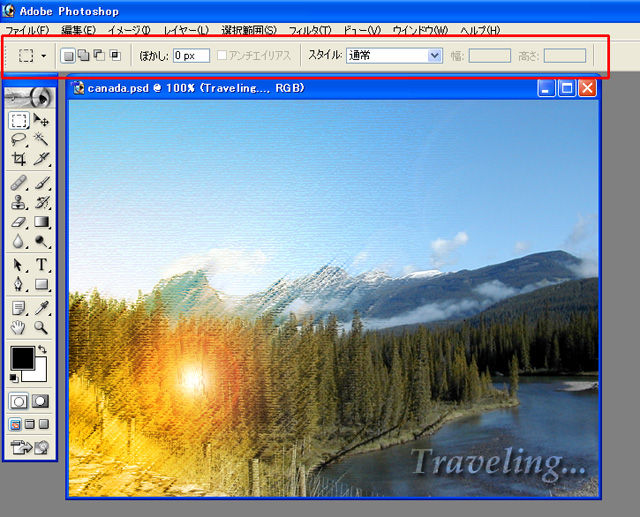 Adobe Photoshop
ファイル(F) 編集(E) イメージ(I) レイヤー(L) 選択範囲(S) フィルタ(T) ビュー(V) ウインドウ(W) ヘルプ(H)
ぼかし: 0 px アンチエイリアス スタイル: 通常 幅: 高さ:
canada.psd @ 100% (Traveling..., RGB)
T
Traveling...